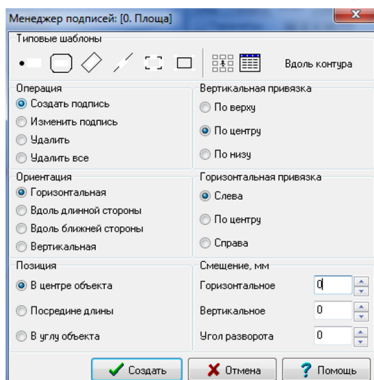 Менеджер подписей: [0. Площа]
Типовые шаблоны
Вдоль контура
Операция
Создать подпись
Изменить подпись
Удалить
Удалить все
Вертикальная привязка
По верху
По центру
По низу
Ориентация
Горизонтальная
Вдоль длинной стороны
Вдоль ближней стороны
Вертикальная
Горизонтальная привязка
Слева
По центру
Справа
Позиция
В центре объекта
Посредине длины
В углу объекта
Смещение, мм
Горизонтальное 0
Вертикальное 0
Угол разворота 0
Создать Отмена ? Помощь